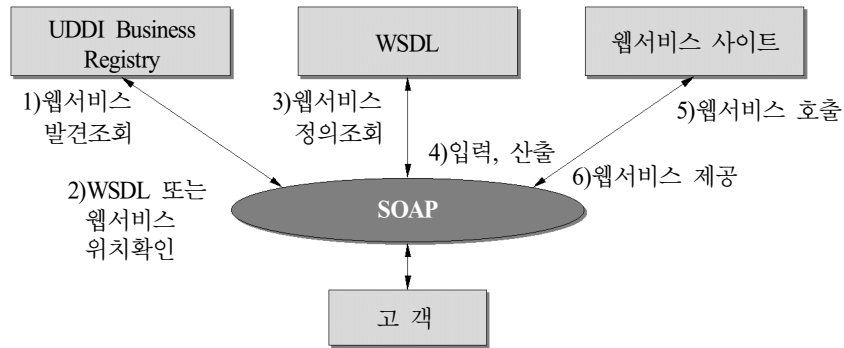 UDDI Business
Registry
WSDL
웹서비스 사이트
1)웹서비스
발견조회
3)웹서비스
정의조회
5)웹서비스 호출
4)입력, 산출
6)웹서비스 제공
2)WSDL 또는
웹서비스
위치확인
SOAP
고 객